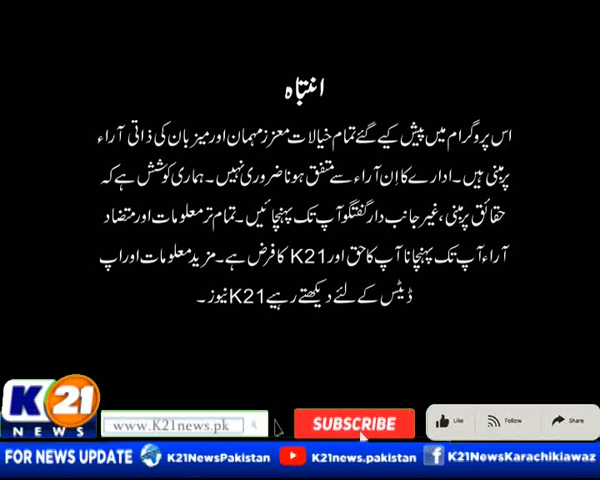 انتباہ
اس پروگرام میں پیش کیے گئے تمام خیالات معزز مہمان اور میزبان کی ذاتی آراء
پر مبنی ہیں۔ ادارے کا اِن آراء سے متفق ہونا ضروری نہیں۔ ہماری کوشش ہے کہ
حقائق پر مبنی، غیر جانب دار گفتگو آپ تک پہنچائیں۔ تمام تر معلومات اور متضاد
آراء آپ تک پہنچانا آپ کا حق اور K21 کا فرض ہے۔ مزید معلومات اور اپ
ڈیٹس کے لئے دیکھتے رہیے K21 نیوز۔
K21
NEWS
www.K21news.pk
SUBSCRIBE
Like
Follow
Share
FOR NEWS UPDATE K21NewsPakistan K21news.pakistan K21NewsKarachikiawaz